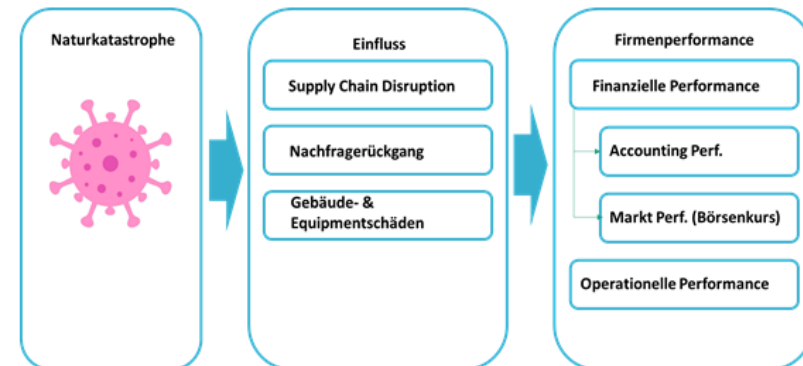 Naturkatastrophe
Einfluss
Supply Chain Disruption
Nachfragerückgang
Gebäude- &
Equipmentschäden
Firmenperformance
Finanzielle Performance
Accounting Perf.
Markt Perf. (Börsenkurs)
Operationelle Performance